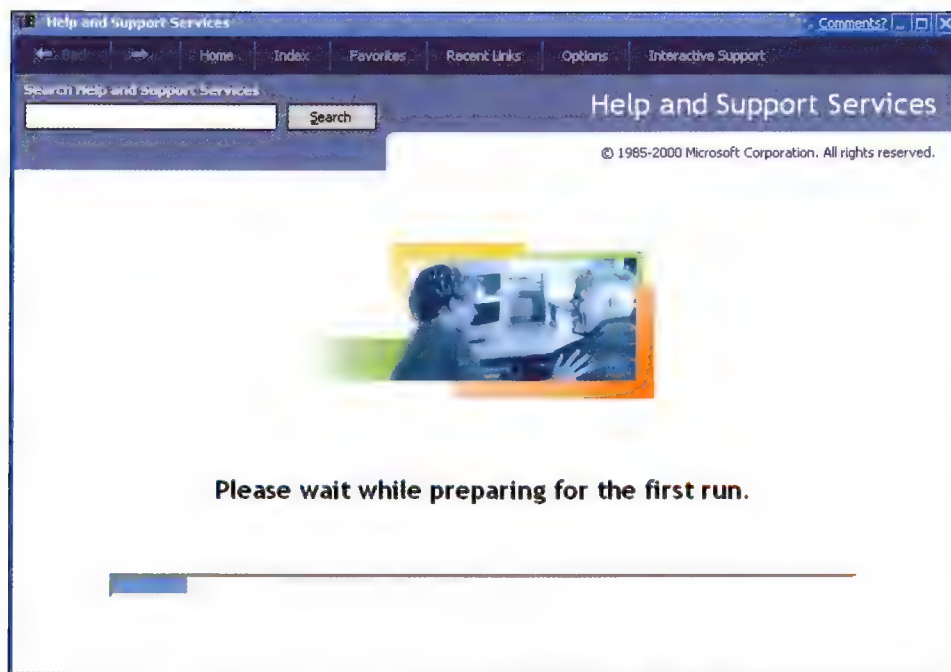 Help and Support Services
Comments?
Back Home Index Favorites Recent Links Options Interactive Support
Search Help and Support Services
Search
Help and Support Services
© 1985-2000 Microsoft Corporation. All rights reserved.
Please wait while preparing for the first run.